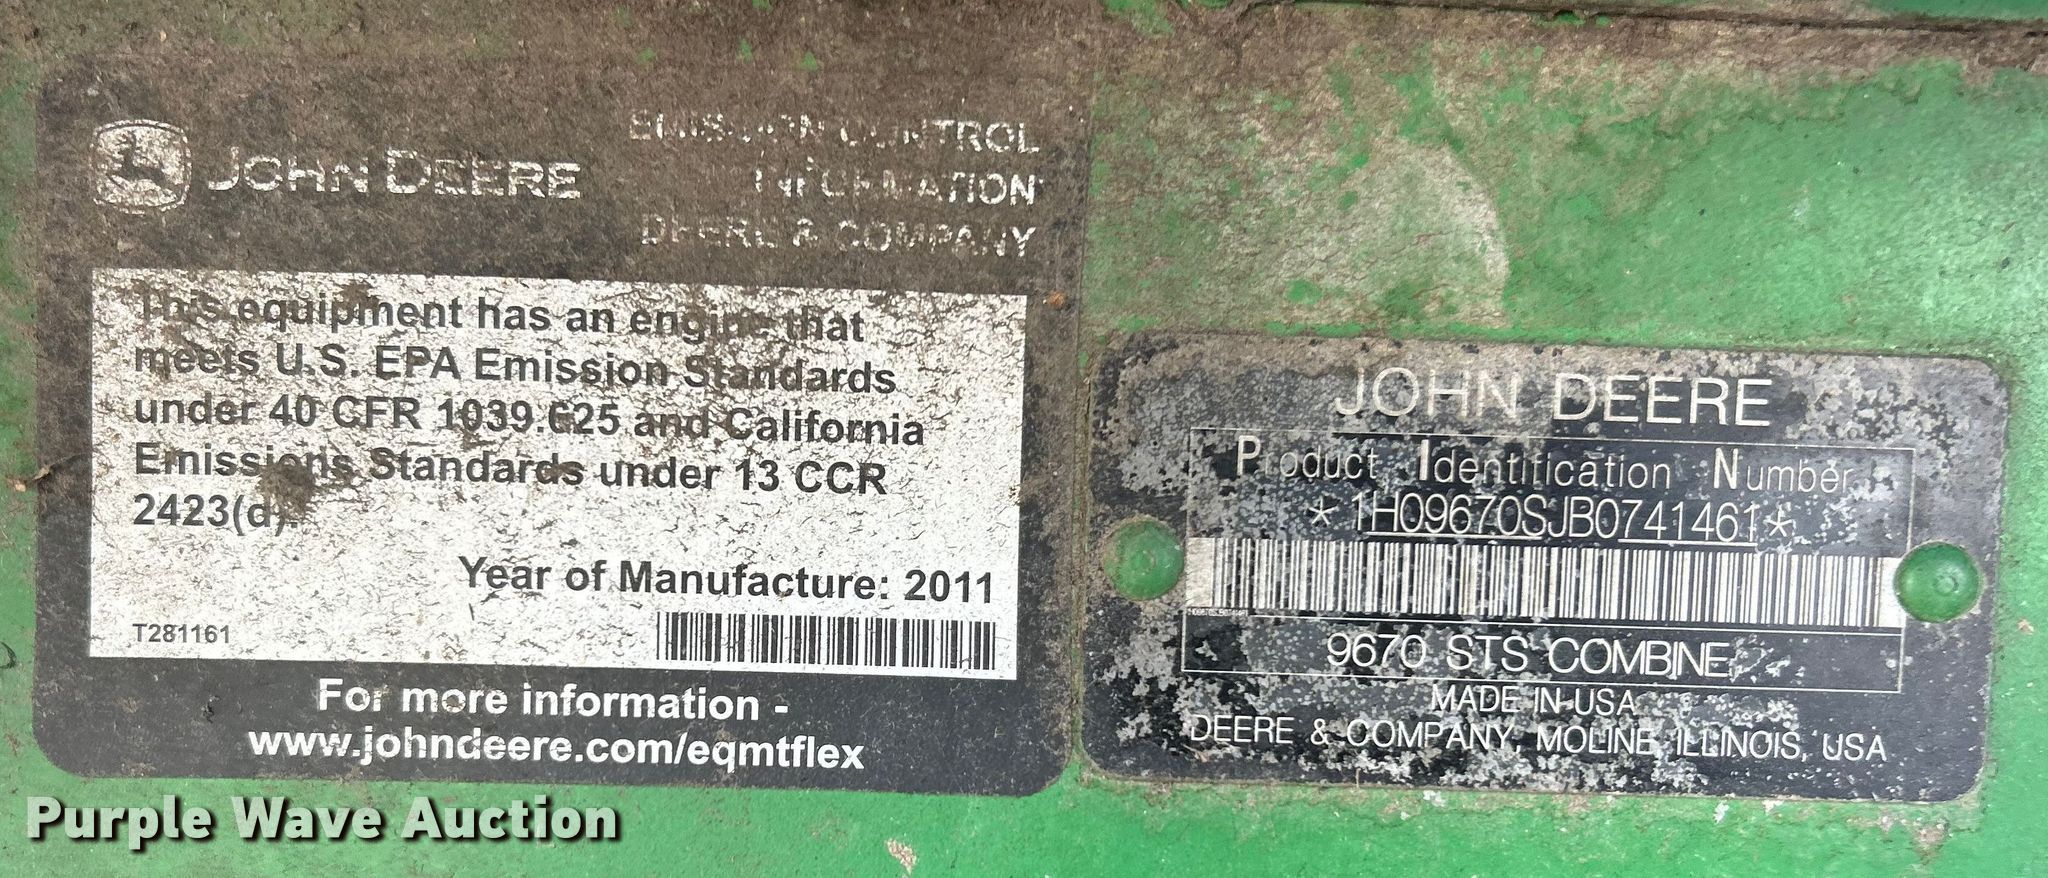 JOHN DEERE
EMISSION CONTROL
INFORMATION
DEERE & COMPANY
This equipment has an engine that
meets U.S. EPA Emission Standards
under 40 CFR 1039.625 and California
Emissions Standards under 13 CCR
2423(d).
Year of Manufacture: 2011
T281161
For more information -
www.johndeere.com/eqmtflex
JOHN DEERE
Product Identification Number
*1H09670SJB0741461*
9670 STS COMBINE
MADE IN USA
DEERE & COMPANY, MOLINE, ILLINOIS, USA
Purple Wave Auction